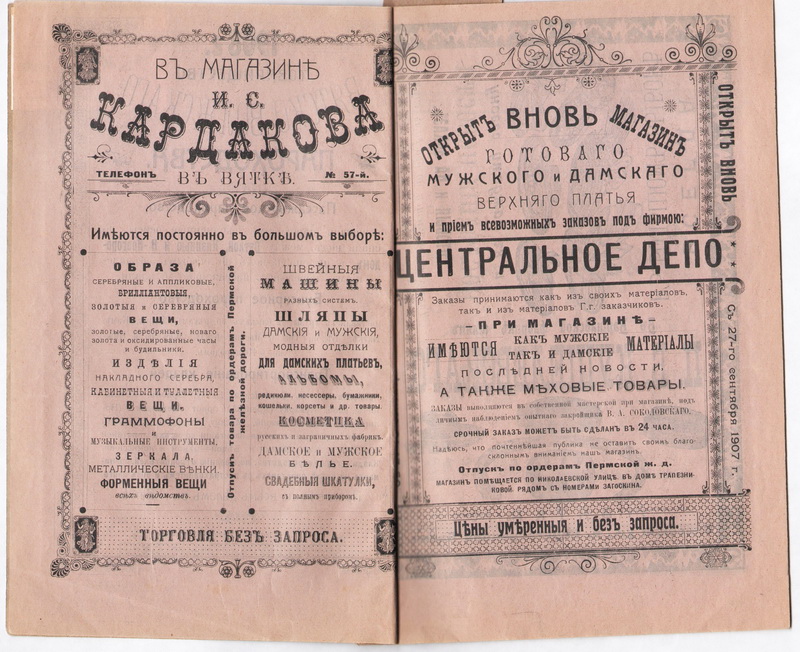 ВЪ МАГАЗИНѢ
И. С.
КАРДАКОВА
ТЕЛЕФОНЪ ВЪ ВЯТКѢ. № 57-й.
Имѣются постоянно въ большомъ выборѣ:
ОБРАЗА
СЕРЕБРЯНЫЕ и АППЛИКОВЫЕ,
БРИЛЛІАНТОВЫЯ,
ЗОЛОТЫЯ и СЕРЕБРЯНЫЯ
ВЕЩИ,
золотые, серебряные, новаго
золота и оксидированные часы
и будильники.
ИЗДѢЛІЯ
НАКЛАДНОГО СЕРЕБРА,
КАБИНЕТНЫЯ и ТУАЛЕТНЫЯ
ВЕЩИ.
ГРАММОФОНЫ
и
МУЗЫКАЛЬНЫЕ ИНСТРУМЕНТЫ,
ЗЕРКАЛА,
МЕТАЛЛИЧЕСКІЕ ВѢНКИ.
ФОРМЕННЫЯ ВЕЩИ
всѣхъ вѣдомствъ.
Отпускъ товара по ордерамъ Пермской
желѣзной дороги.
ШВЕЙНЫЯ
МАШИНЫ
РАЗНЫХЪ СИСТЕМЪ.
ШЛЯПЫ
ДАМСКІЯ и МУЖСКІЯ,
МОДНЫЯ ОТДѢЛКИ
ДЛЯ ДАМСКИХЪ ПЛАТЬЕВЪ,
АЛЬБОМЫ,
редикюли, несессеры, бумажники,
кошельки, корсеты и др. товары.
КОСМЕТИКА
русскихъ и заграничныхъ фабрикъ.
ДАМСКОЕ и МУЖСКОЕ
БѢЛЬЕ.
СВАДЕБНЫЯ ШКАТУЛКИ,
съ полнымъ приборомъ.
ТОРГОВЛЯ БЕЗЪ ЗАПРОСА.
ОТКРЫТЪ ВНОВЬ МАГАЗИНЪ
ГОТОВАГО
МУЖСКОГО и ДАМСКАГО
ВЕРХНЯГО ПЛАТЬЯ
и пріемъ всевозможныхъ заказовъ подъ фирмою:
ЦЕНТРАЛЬНОЕ ДЕПО
Заказы принимаются какъ изъ своихъ матеріаловъ,
такъ и изъ матеріаловъ Г.г. заказчиковъ.
—ПРИ МАГАЗИНѢ—
ИМѢЮТСЯ КАКЪ МУЖСКІЕ
ТАКЪ И ДАМСКІЕ МАТЕРІАЛЫ
ПОСЛѢДНЕЙ НОВОСТИ,
А ТАКЖЕ МѢХОВЫЕ ТОВАРЫ.
ЗАКАЗЫ выполняются въ собственной мастерской при магазинѣ, подъ
личнымъ наблюденіемъ опытнаго закройщика В. А. СОКОЛОВСКАГО.
СРОЧНЫЙ ЗАКАЗЪ МОЖЕТЪ БЫТЬ СДѢЛАНЪ ВЪ 24 ЧАСА.
Надѣюсь, что почтеннѣйшая публика не оставитъ своимъ благо-
склоннымъ вниманіемъ нашъ магазинъ.
Отпускъ по ордерамъ Пермской ж. д.
МАГАЗИНЪ ПОМѢЩАЕТСЯ ПО НИКОЛАЕВСКОЙ УЛИЦѢ, ВЪ ДОМѢ ТРАПЕЗНИ-
КОВОЙ, РЯДОМЪ СЪ НОМЕРАМИ ЗАГОСКИНА.
Цѣны умѣренныя и безъ запроса.
ОТКРЫТЪ ВНОВЬ
Съ 27-го сентября 1907 г.